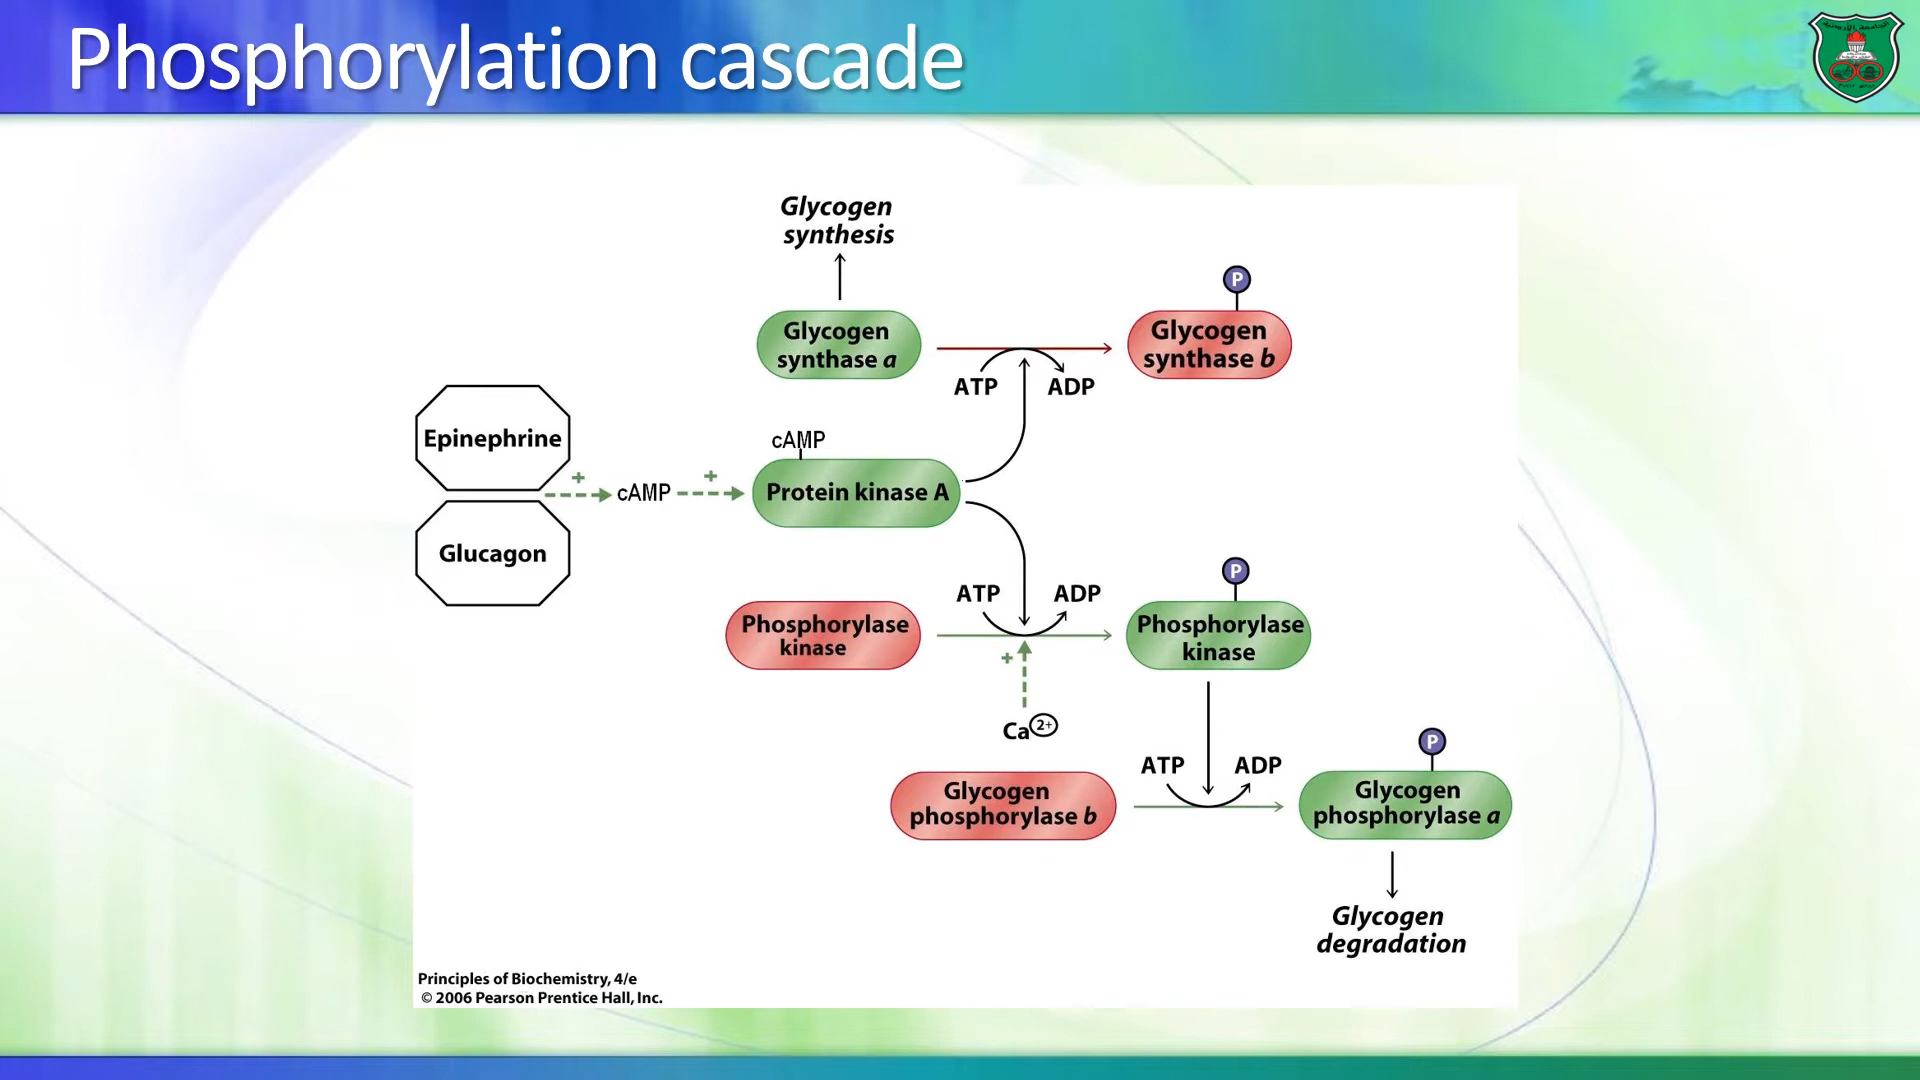 Phosphorylation cascade
Glycogen
synthesis
P
Glycogen
synthase a
Glycogen
synthase b
ATP
ADP
Epinephrine
cAMP
+
+
cAMP
Protein kinase A
Glucagon
P
ATP
ADP
Phosphorylase
kinase
Phosphorylase
kinase
+
Ca2+
P
ATP
ADP
Glycogen
phosphorylase b
Glycogen
phosphorylase a
Glycogen
degradation
Principles of Biochemistry, 4/e
© 2006 Pearson Prentice Hall, Inc.